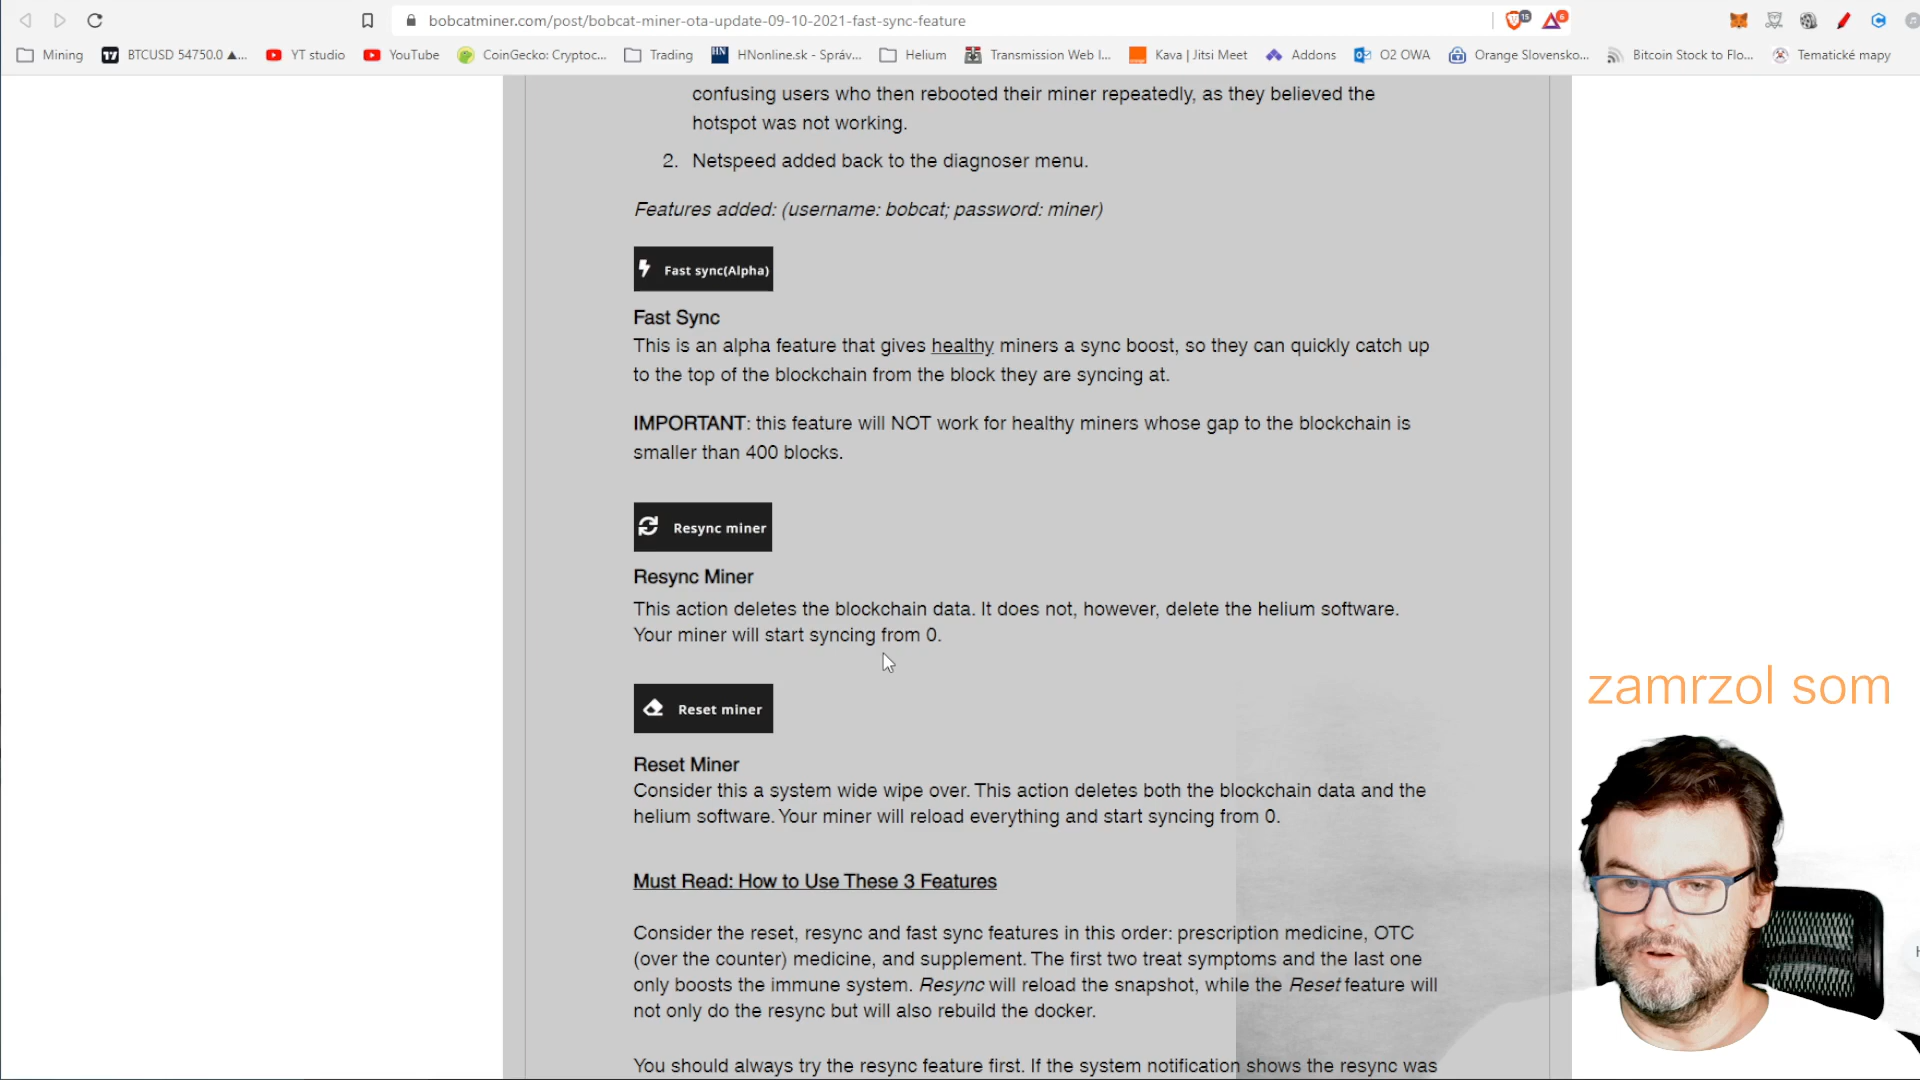 bobcatminer.com/post/bobcat-miner-ota-update-09-10-2021-fast-sync-feature
15
6
Mining
BTCUSD 54750.0 ▲...
YT studio
YouTube
CoinGecko: Cryptoc...
Trading
HN
HNonline.sk - Správ...
Helium
Transmission Web I...
Kava | Jitsi Meet
Addons
O2 OWA
Orange Slovensko...
Bitcoin Stock to Flo...
Tematické mapy
confusing users who then rebooted their miner repeatedly, as they believed the
hotspot was not working.
2. Netspeed added back to the diagnoser menu.
Features added: (username: bobcat; password: miner)
Fast sync(Alpha)
Fast Sync
This is an alpha feature that gives healthy miners a sync boost, so they can quickly catch up
to the top of the blockchain from the block they are syncing at.
IMPORTANT: this feature will NOT work for healthy miners whose gap to the blockchain is
smaller than 400 blocks.
Resync miner
Resync Miner
This action deletes the blockchain data. It does not, however, delete the helium software.
Your miner will start syncing from 0.
zamrzol som
Reset miner
Reset Miner
Consider this a system wide wipe over. This action deletes both the blockchain data and the
helium software. Your miner will reload everything and start syncing from 0.
Must Read: How to Use These 3 Features
Consider the reset, resync and fast sync features in this order: prescription medicine, OTC
(over the counter) medicine, and supplement. The first two treat symptoms and the last one
only boosts the immune system. Resync will reload the snapshot, while the Reset feature will
not only do the resync but will also rebuild the docker.
You should always try the resync feature first. If the system notification shows the resync was